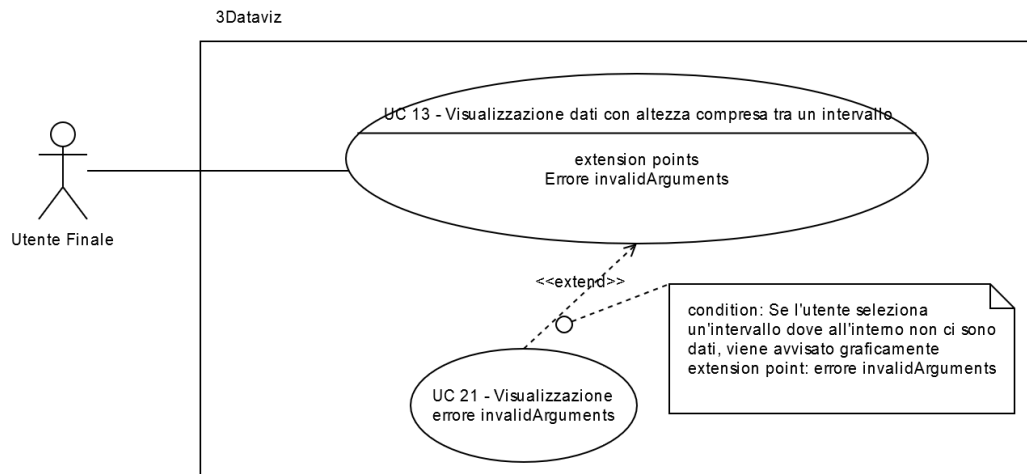 3Dataviz
UC 13 - Visualizzazione dati con altezza compresa tra un intervallo
extension points
Errore invalidArguments
Utente Finale
<<extend>>
condition: Se l'utente seleziona
un'intervallo dove all'interno non ci sono
dati, viene avvisato graficamente
extension point: errore invalidArguments
UC 21 - Visualizzazione
errore invalidArguments